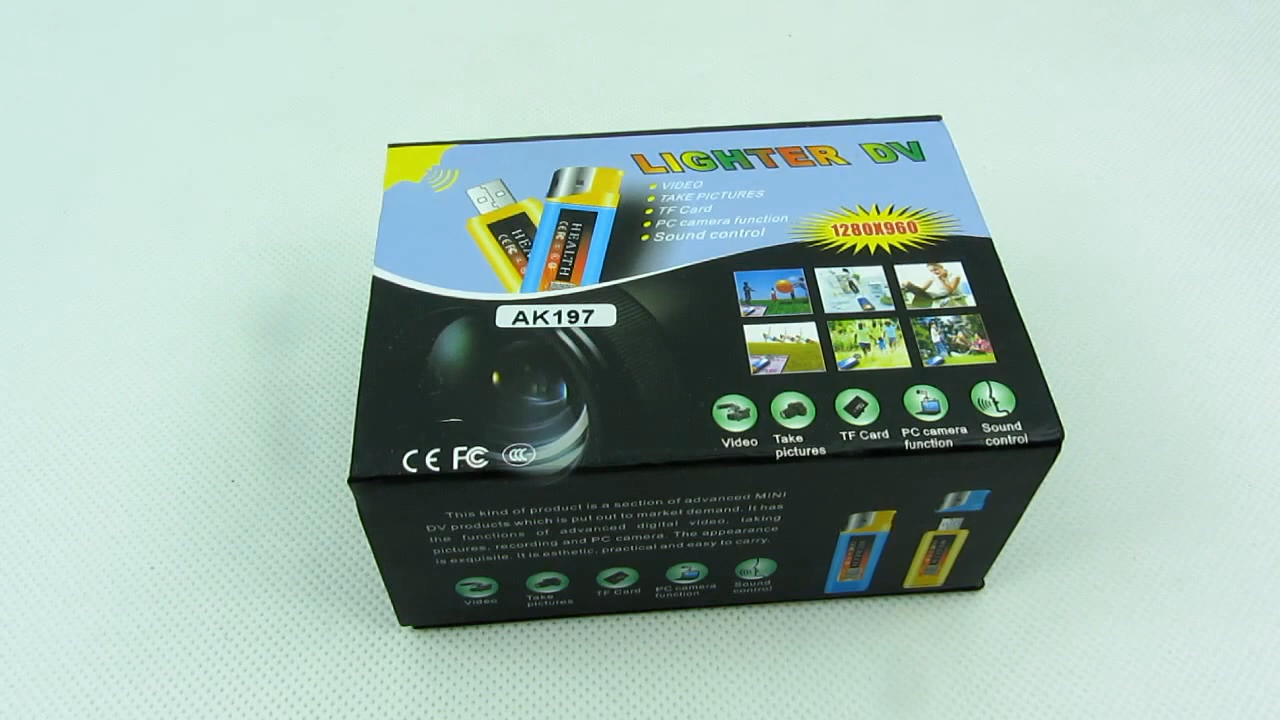 LIGHTER DV
VIDEO
TAKE PICTURES
TF Card
PC camera function
Sound control
1280X960
HEALTH
AK197
Video
Take
pictures
TF Card
PC camera
function
Sound
control
CE FC CCC
This kind of product is a section of advanced MINI
DV products which is put out to market demand. It has
the functions of advanced digital video, taking
pictures, recording and PC camera. The appearance
is exquisite. It is esthetic, practical and easy to carry.
Video
Take
pictures
TF Card
PC camera
function
Sound
control